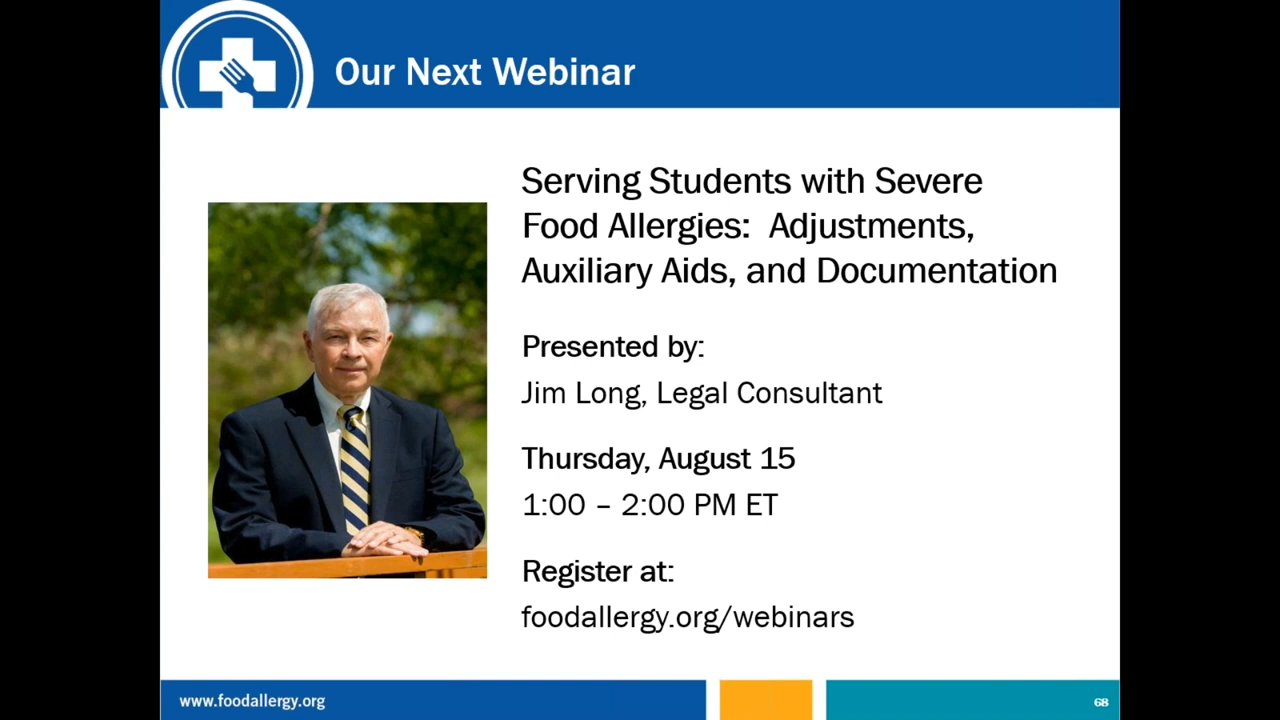 Our Next Webinar
Serving Students with Severe
Food Allergies:  Adjustments,
Auxiliary Aids, and Documentation
Presented by:
Jim Long, Legal Consultant
Thursday, August 15
1:00 – 2:00 PM ET
Register at:
foodallergy.org/webinars
www.foodallergy.org
68